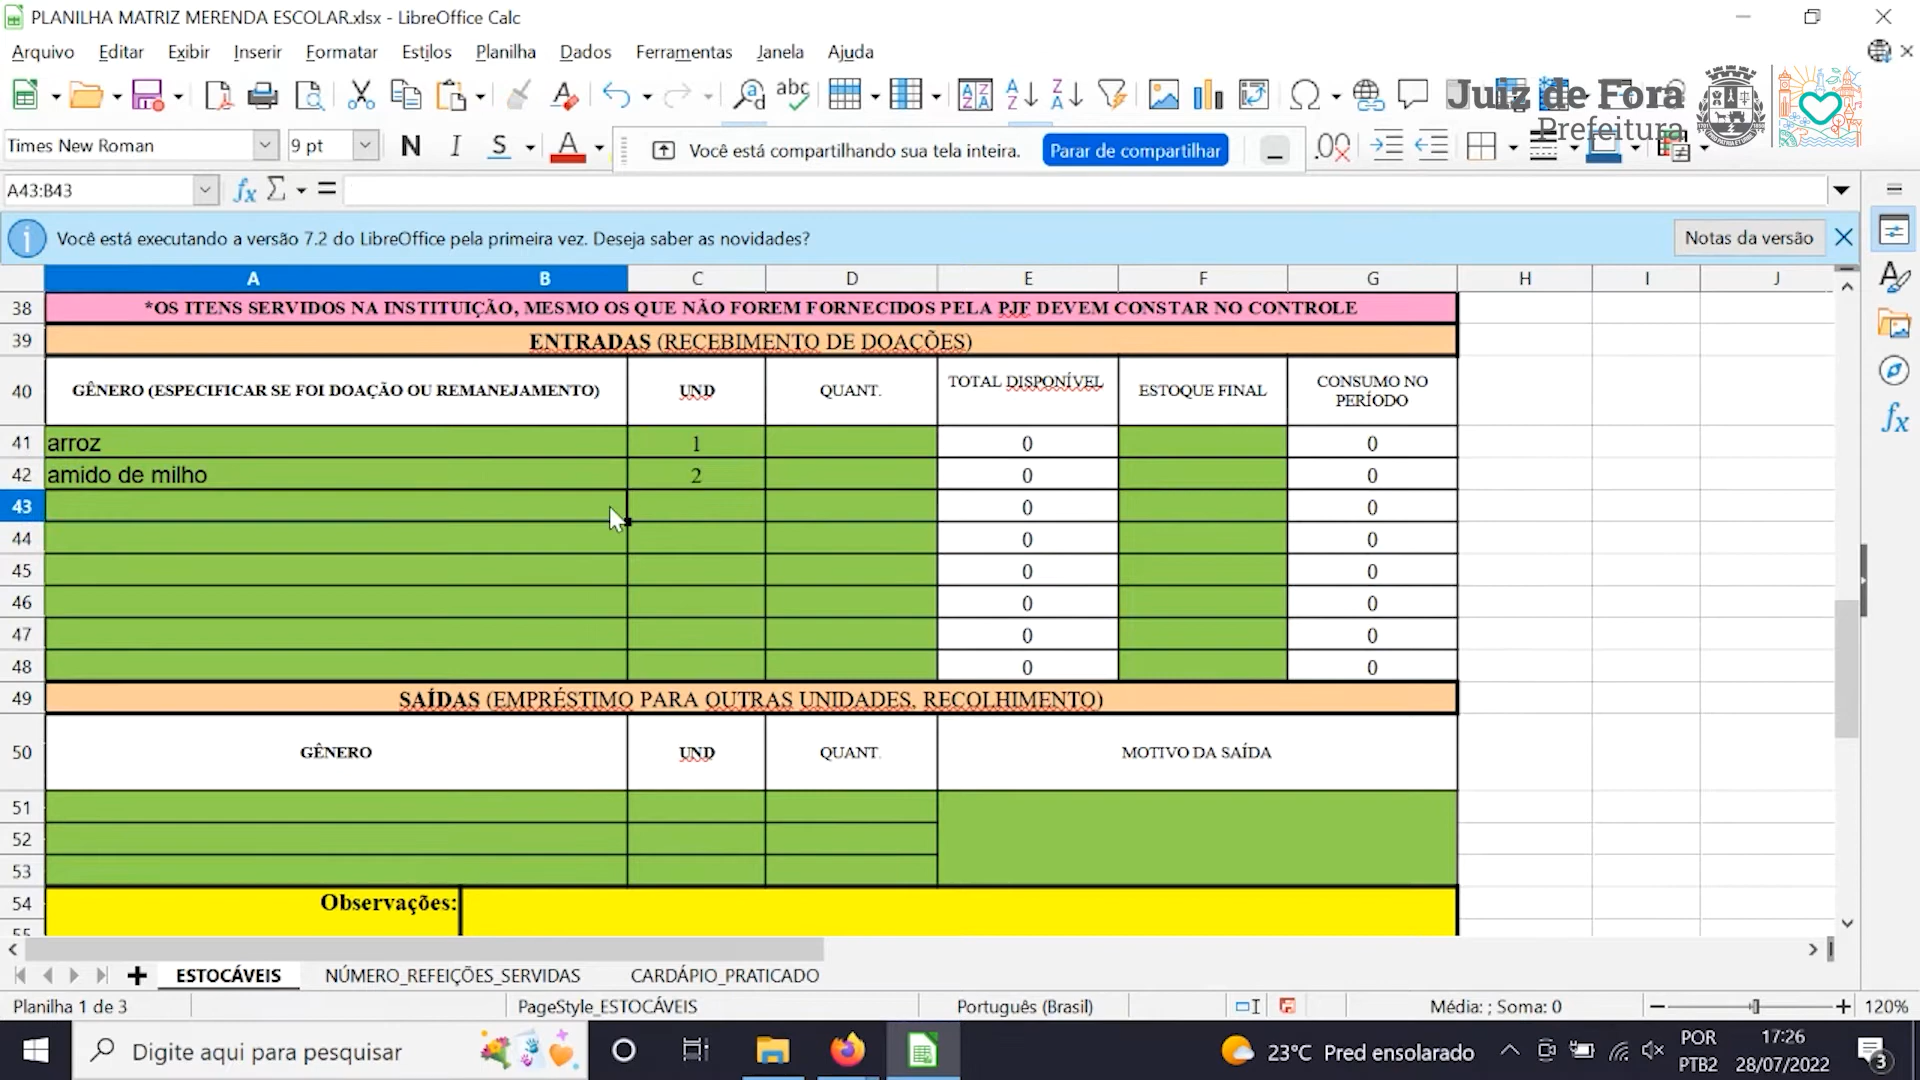 PLANILHA MATRIZ MERENDA ESCOLAR.xlsx - LibreOffice Calc
Arquivo Editar Exibir Inserir Formatar Estilos Planilha Dados Ferramentas Janela Ajuda
Juiz de Fora
Prefeitura
Times New Roman 9 pt N I S A Você está compartilhando sua tela inteira. Parar de compartilhar
A43:B43
Você está executando a versão 7.2 do LibreOffice pela primeira vez. Deseja saber as novidades? Notas da versão
A B C D E F G H I J
38 *OS ITENS SERVIDOS NA INSTITUIÇÃO, MESMO OS QUE NÃO FOREM FORNECIDOS PELA PJF DEVEM CONSTAR NO CONTROLE
39 ENTRADAS (RECEBIMENTO DE DOAÇÕES)
40 GÊNERO (ESPECIFICAR SE FOI DOAÇÃO OU REMANEJAMENTO) UND QUANT. TOTAL DISPONÍVEL ESTOQUE FINAL CONSUMO NO PERÍODO
41 arroz 1 0 0
42 amido de milho 2 0 0
43 0 0
44 0 0
45 0 0
46 0 0
47 0 0
48 0 0
49 SAÍDAS (EMPRÉSTIMO PARA OUTRAS UNIDADES, RECOLHIMENTO)
50 GÊNERO UND QUANT. MOTIVO DA SAÍDA
51
52
53
54 Observações:
55
ESTOCÁVEIS NÚMERO_REFEIÇÕES_SERVIDAS CARDÁPIO_PRATICADO
Planilha 1 de 3 PageStyle_ESTOCÁVEIS Português (Brasil) Média: ; Soma: 0 120%
Digite aqui para pesquisar 23°C Pred ensolarado POR 17:26
PTB2 28/07/2022 3